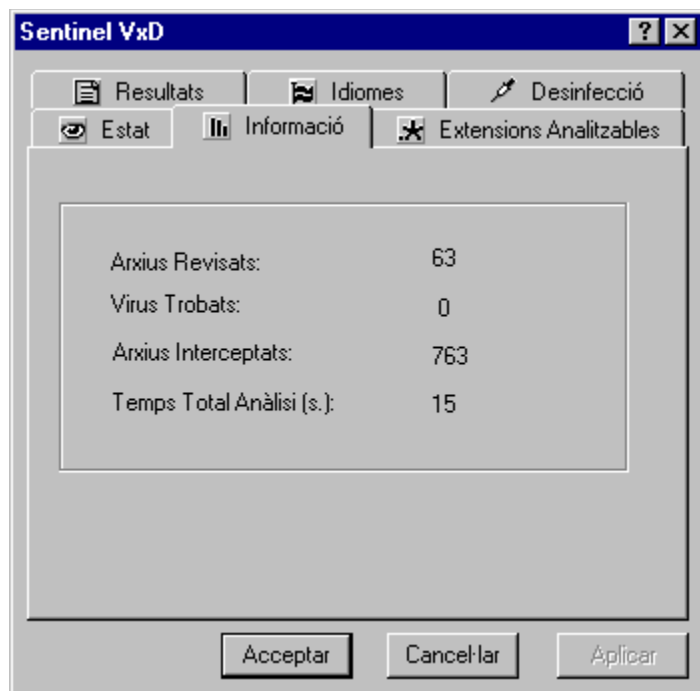 Sentinel VxD
Resultats Idiomes Desinfecció
Estat Informació Extensions Analitzables
Arxius Revisats: 63
Virus Trobats: 0
Arxius Interceptats: 763
Temps Total Anàlisi (s.): 15
Acceptar Cancel·lar Aplicar